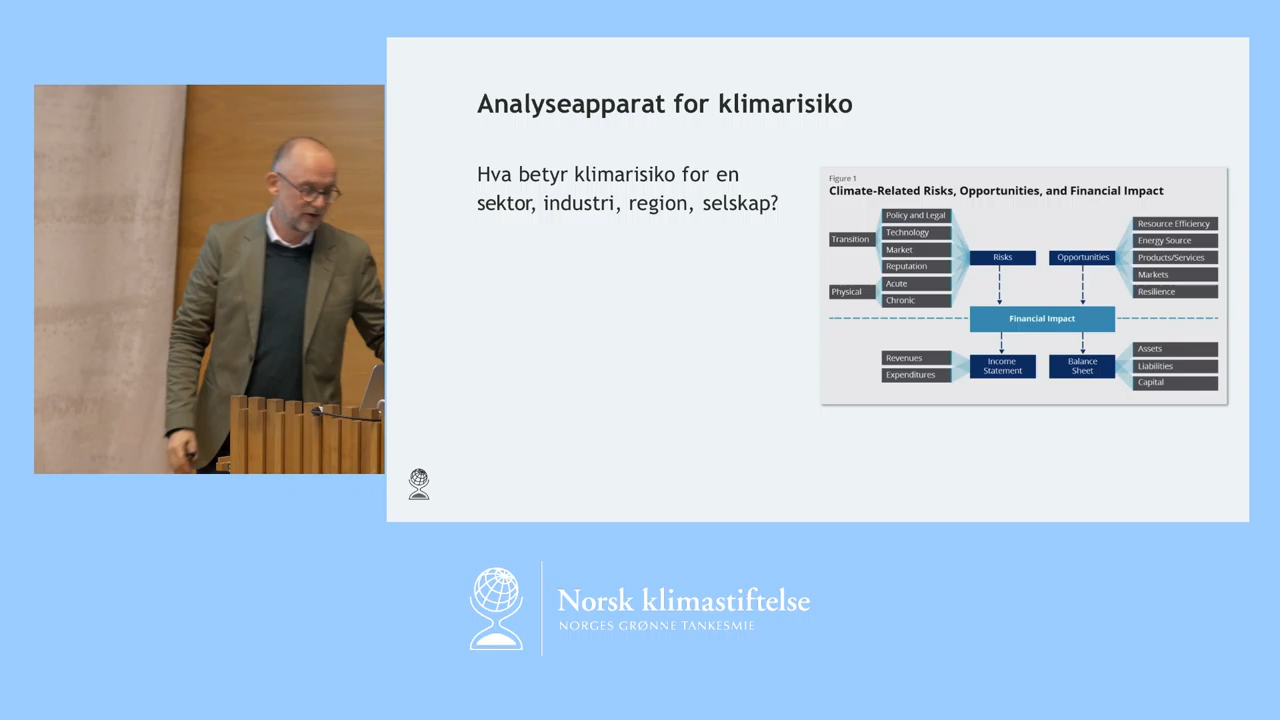 Analyseapparat for klimarisiko
Hva betyr klimarisiko for en
sektor, industri, region, selskap?
Figure 1
Climate-Related Risks, Opportunities, and Financial Impact
Transition
Physical
Policy and Legal
Technology
Market
Reputation
Acute
Chronic
Risks
Opportunities
Resource Efficiency
Energy Source
Products/Services
Markets
Resilience
Financial Impact
Revenues
Expenditures
Income
Statement
Balance
Sheet
Assets
Liabilities
Capital
Norsk klimastiftelse
NORGES GRØNNE TANKESMIE